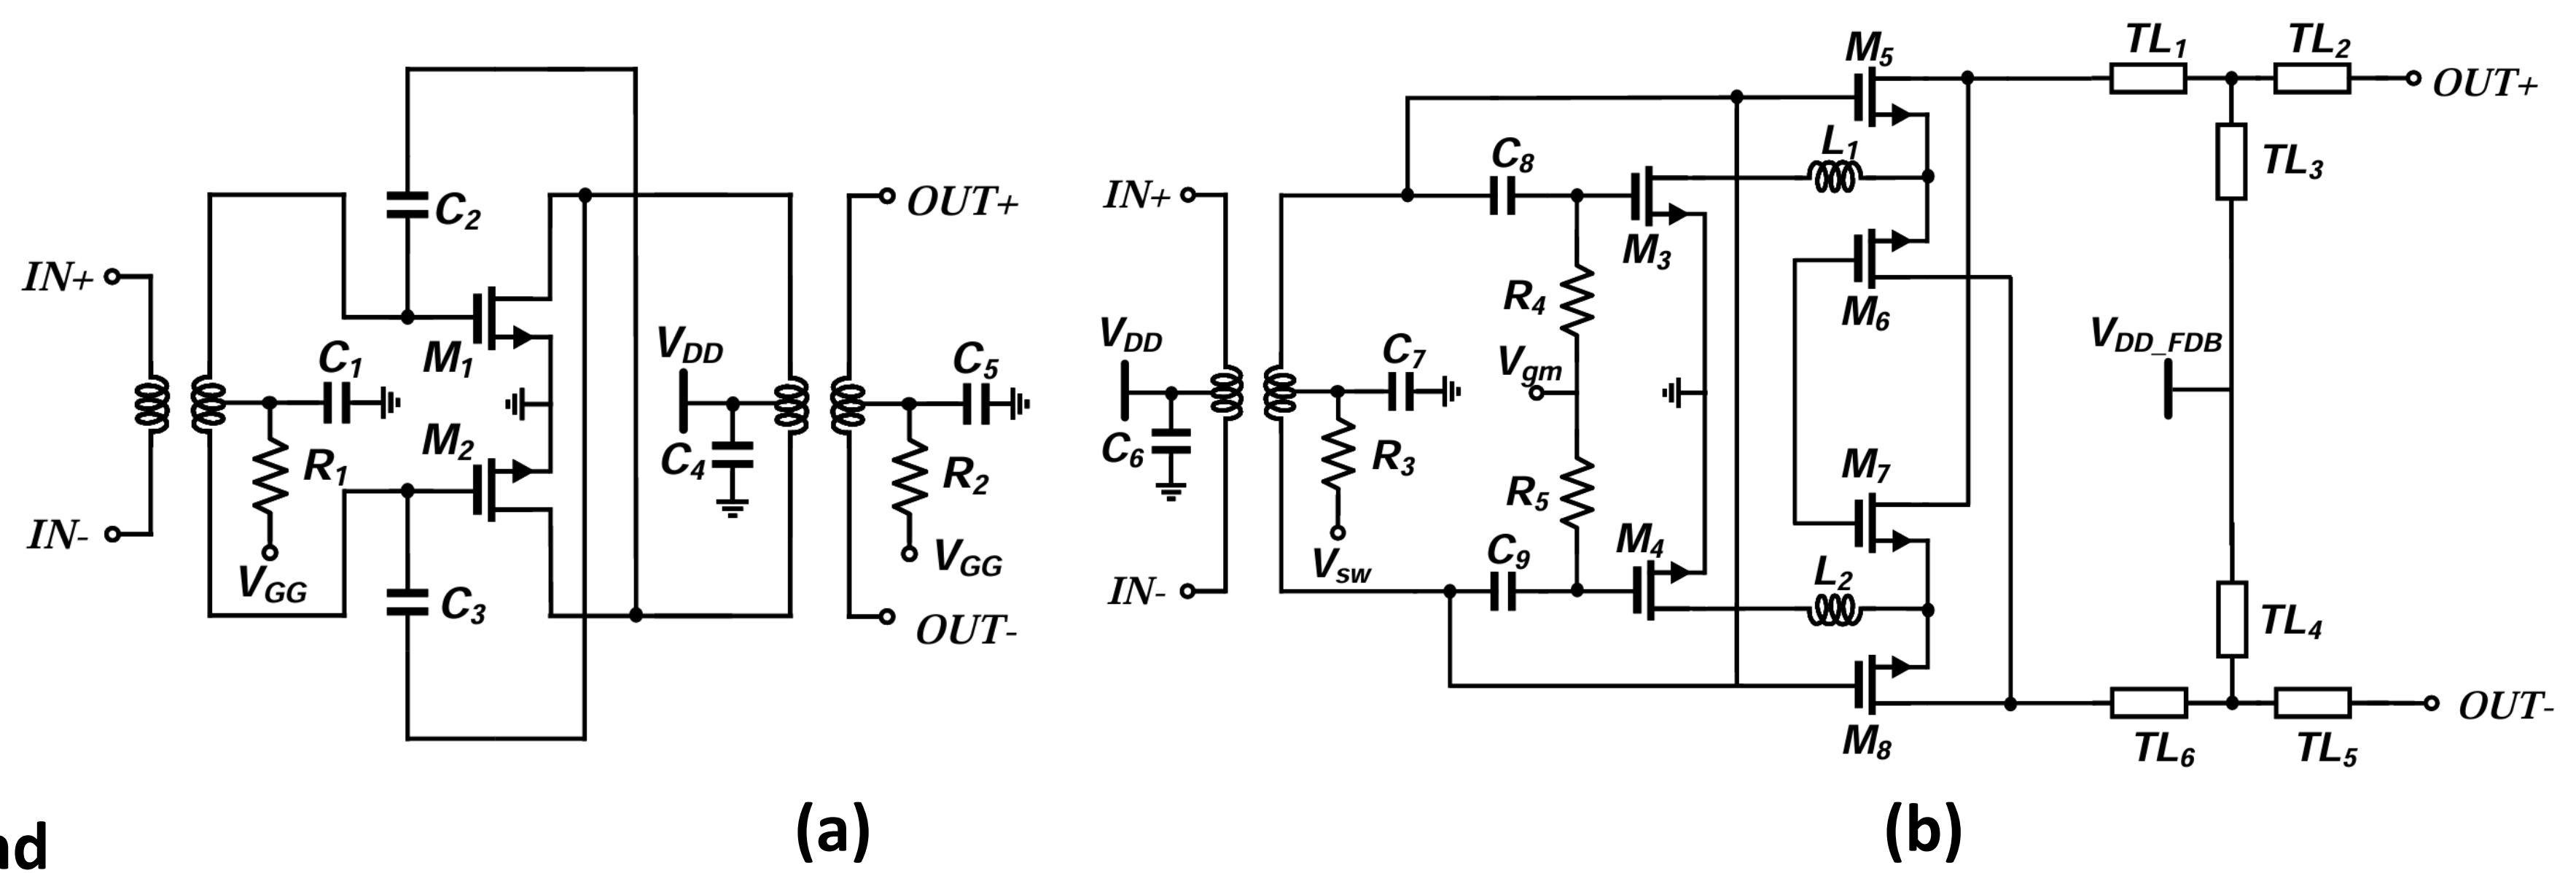 IN+
IN-
C1
R1
VGG
C2
M1
M2
C3
VDD
C4
C5
R2
VGG
OUT+
OUT-
(a)
IN+
VDD
C6
IN-
C7
R3
Vsw
C8
R4
Vgm
R5
C9
M3
M4
M5
L1
M6
M7
L2
M8
TL1
TL2
OUT+
TL3
VDD_FDB
TL4
TL6
TL5
OUT-
(b)